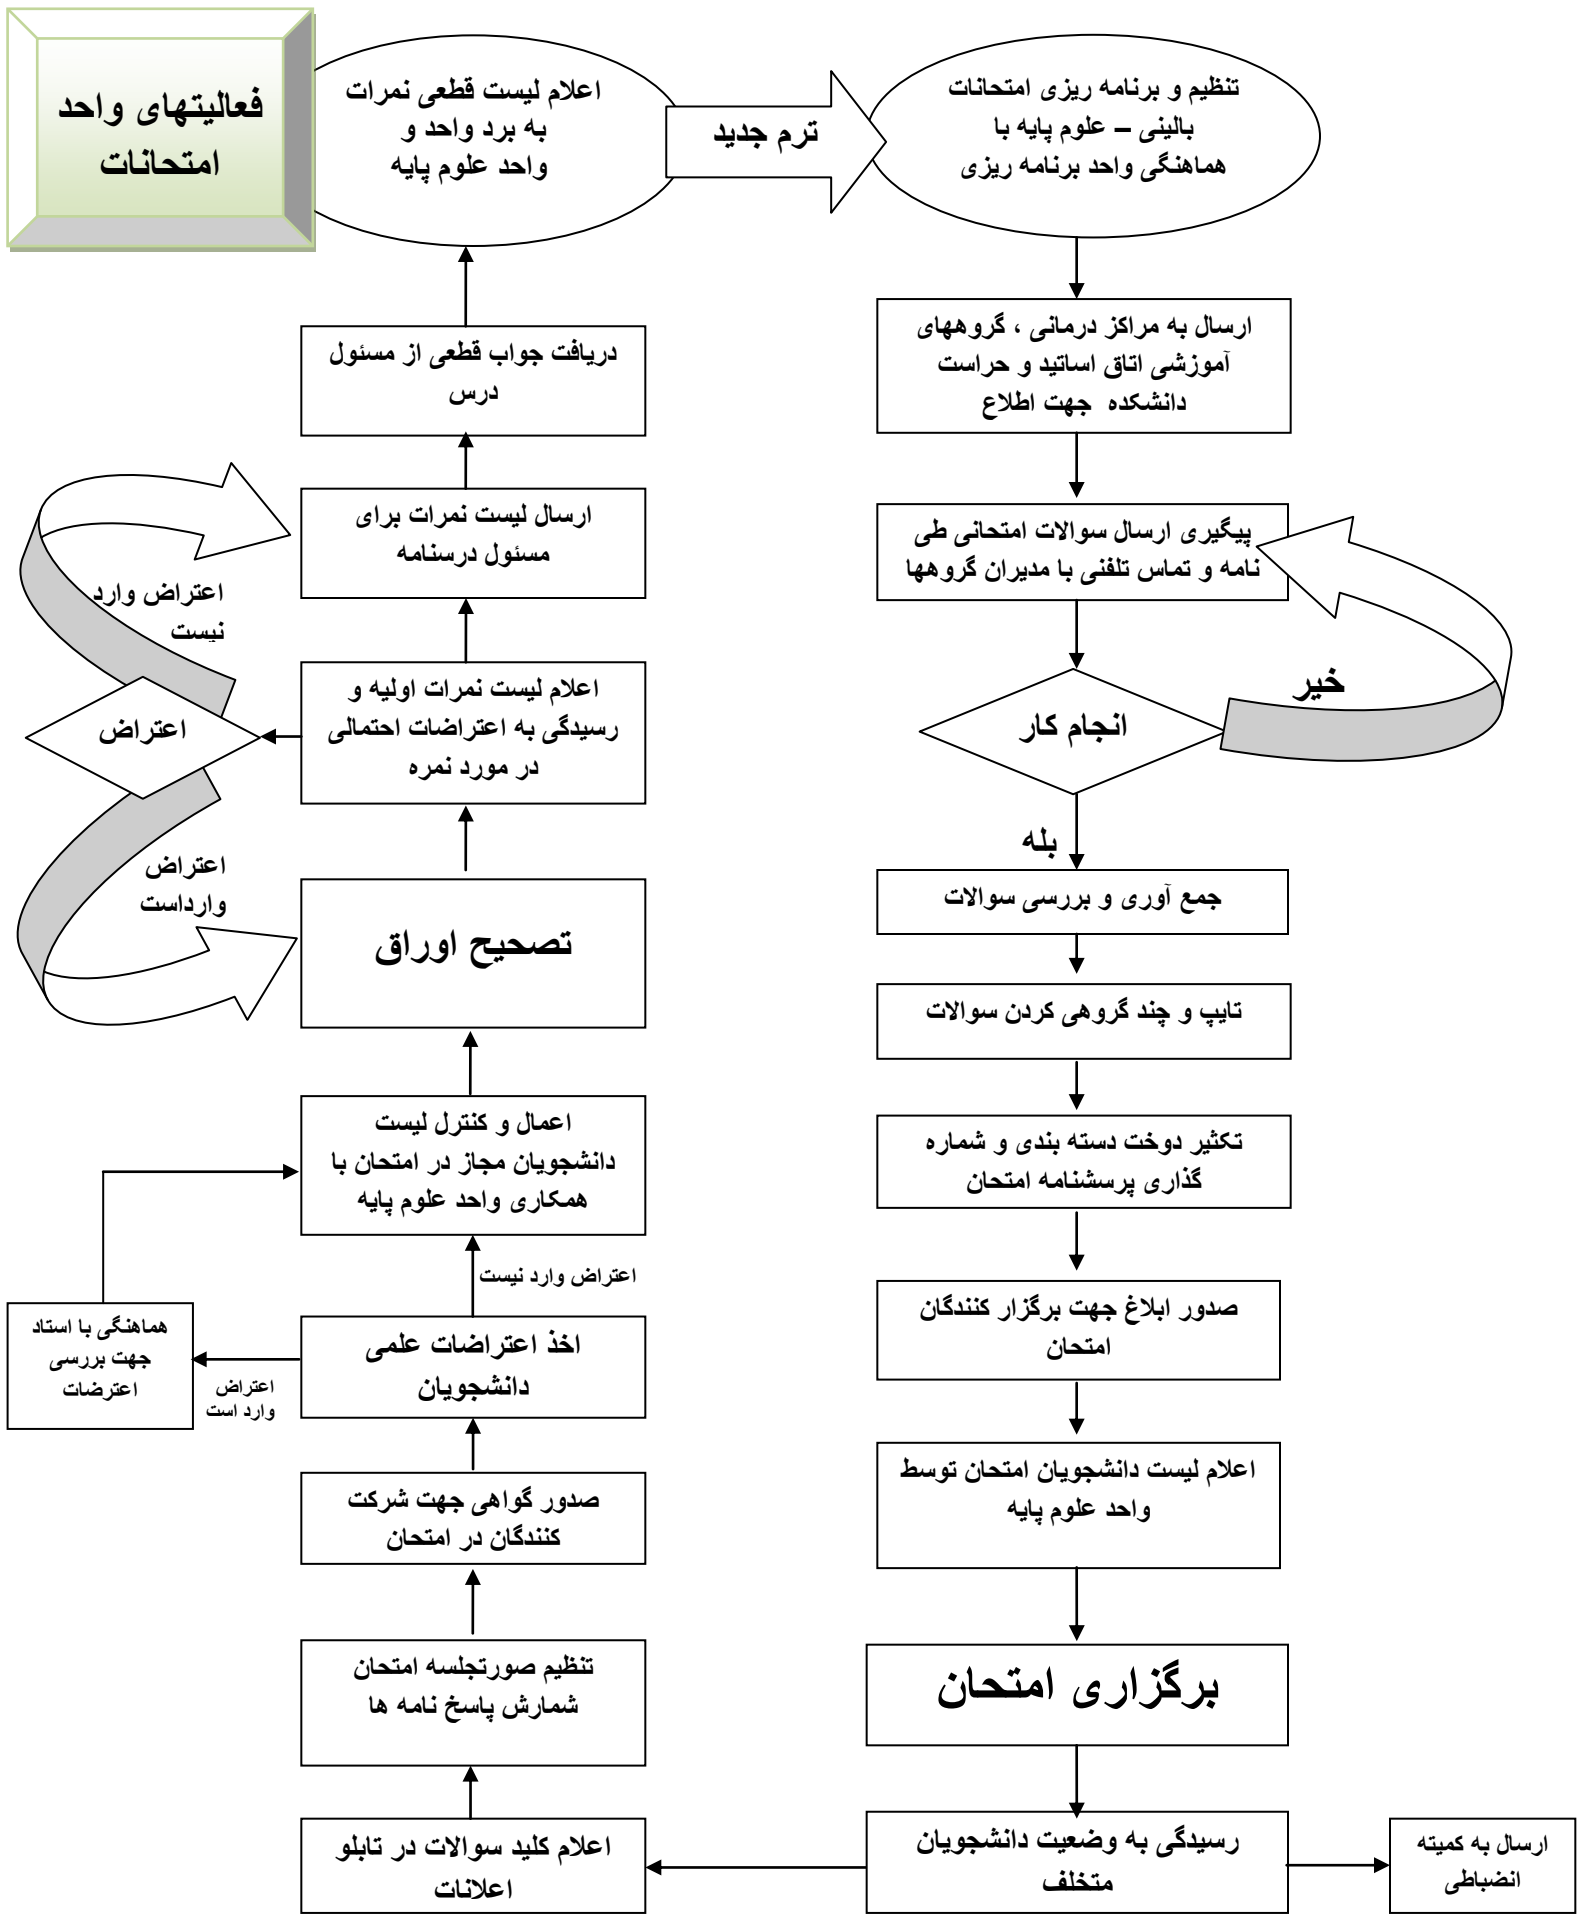 فعالیتهای واحد
امتحانات
تنظیم و برنامه ریزی امتحانات
بالینی – علوم پایه با
هماهنگی واحد برنامه ریزی
ترم جدید
اعلام لیست قطعی نمرات
به برد واحد و
واحد علوم پایه
ارسال به مراکز درمانی ، گروههای
آموزشی اتاق اساتید و حراست
دانشکده جهت اطلاع
پیگیری ارسال سوالات امتحانی طی
نامه و تماس تلفنی با مدیران گروهها
خیر
انجام کار
بله
جمع آوری و بررسی سوالات
تایپ و چند گروهی کردن سوالات
تکثیر دوخت دسته بندی و شماره
گذاری پرسشنامه امتحان
صدور ابلاغ جهت برگزار کنندگان
امتحان
اعلام لیست دانشجویان امتحان توسط
واحد علوم پایه
برگزاری امتحان
رسیدگی به وضعیت دانشجویان
متخلف
ارسال به کمیته
انضباطی
اعلام کلید سوالات در تابلو
اعلانات
تنظیم صورتجلسه امتحان
شمارش پاسخ نامه ها
صدور گواهی جهت شرکت
کنندگان در امتحان
اخذ اعتراضات علمی
دانشجویان
اعتراض
وارد است
هماهنگی با استاد
جهت بررسی
اعترضات
اعتراض وارد نیست
اعمال و کنترل لیست
دانشجویان مجاز در امتحان با
همکاری واحد علوم پایه
تصحیح اوراق
اعلام لیست نمرات اولیه و
رسیدگی به اعتراضات احتمالی
در مورد نمره
اعتراض
اعتراض
وارداست
اعتراض وارد
نیست
ارسال لیست نمرات برای
مسئول درسنامه
دریافت جواب قطعی از مسئول
درس